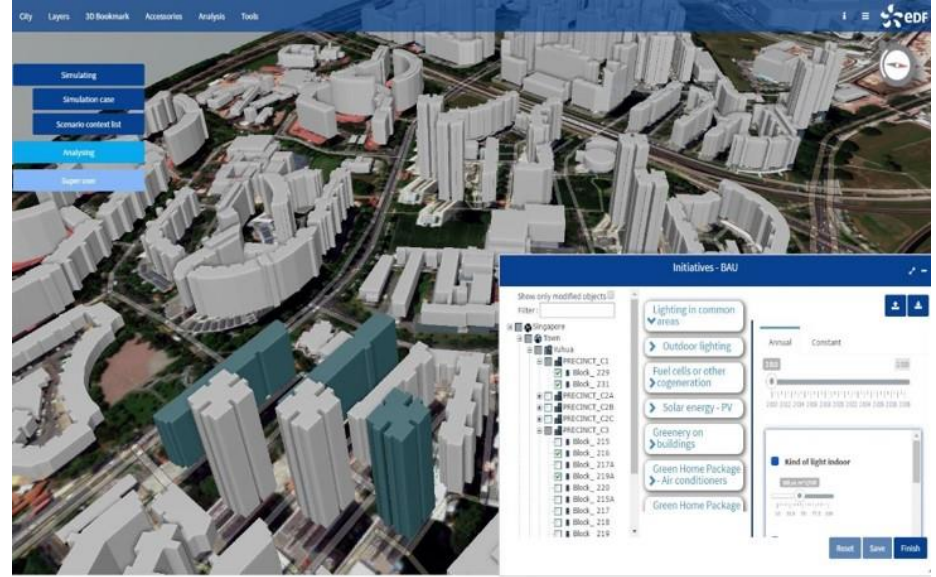 City Layers 3D Bookmark Accessories Analysis Tools
eDF
Simulating
Simulation case
Scenario context list
Analysing
Super user
Initiatives - BAU
Show only modified objects
Filter:
Singapore
Town
Yuhua
PRECINCT_C1
Block_ 229
Block_ 231
PRECINCT_C2A
PRECINCT_C2B
PRECINCT_C2C
PRECINCT_C3
Block_ 215
Block_ 216
Block_ 217A
Block_ 219A
Block_ 220
Block_ 215A
Block_ 217
Block_ 218
Block_ 219
Lighting in common
areas
Outdoor lighting
Fuel cells or other
cogeneration
Solar energy - PV
Greenery on
buildings
Green Home Package
- Air conditioners
Green Home Package
Annual Constant
Kind of light indoor
Reset Save Finish